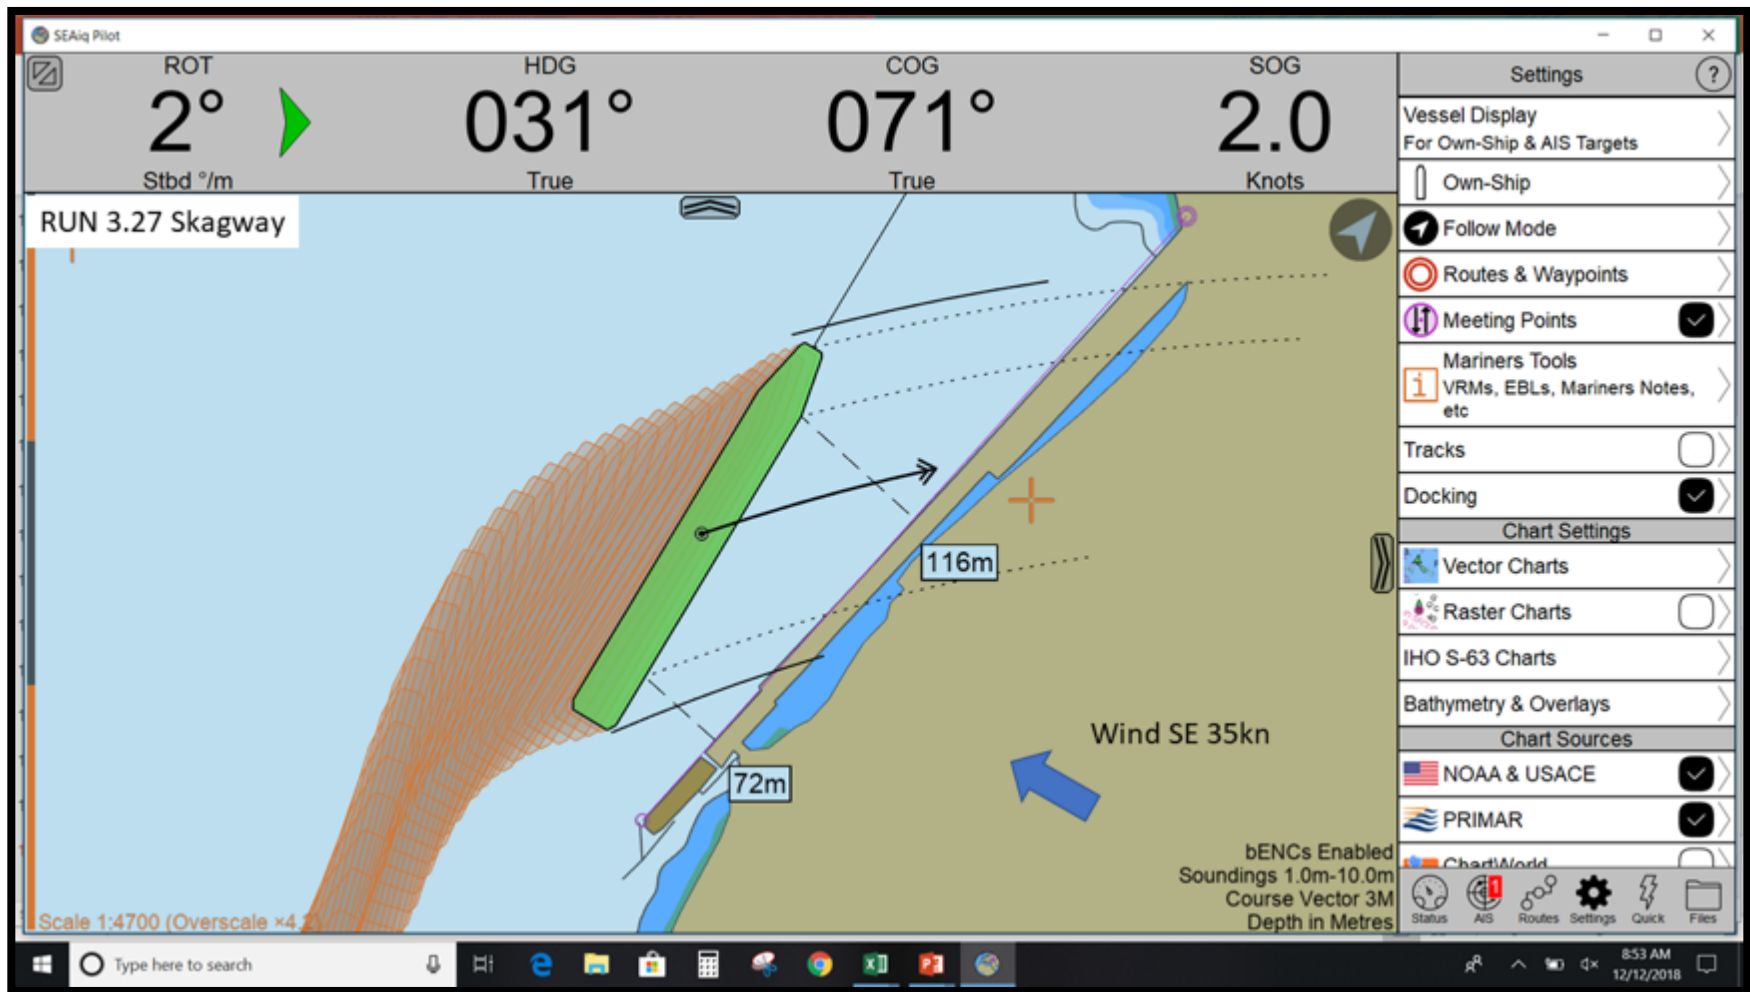 SEAiq Pilot
ROT
HDG
COG
SOG
2°
031°
071°
2.0
Stbd °/m
True
True
Knots
RUN 3.27 Skagway
116m
72m
Wind SE 35kn
bENCs Enabled
Soundings 1.0m-10.0m
Course Vector 3M
Depth in Metres
Scale 1:4700 (Overscale ×4.2)
Settings
?
Vessel Display
For Own-Ship & AIS Targets
Own-Ship
Follow Mode
Routes & Waypoints
Meeting Points
Mariners Tools
VRMs, EBLs, Mariners Notes,
etc
Tracks
Docking
Chart Settings
Vector Charts
Raster Charts
IHO S-63 Charts
Bathymetry & Overlays
Chart Sources
NOAA & USACE
PRIMAR
ChartWorld
1
Status
AIS
Routes
Settings
Quick
Files
Type here to search
8:53 AM
12/12/2018